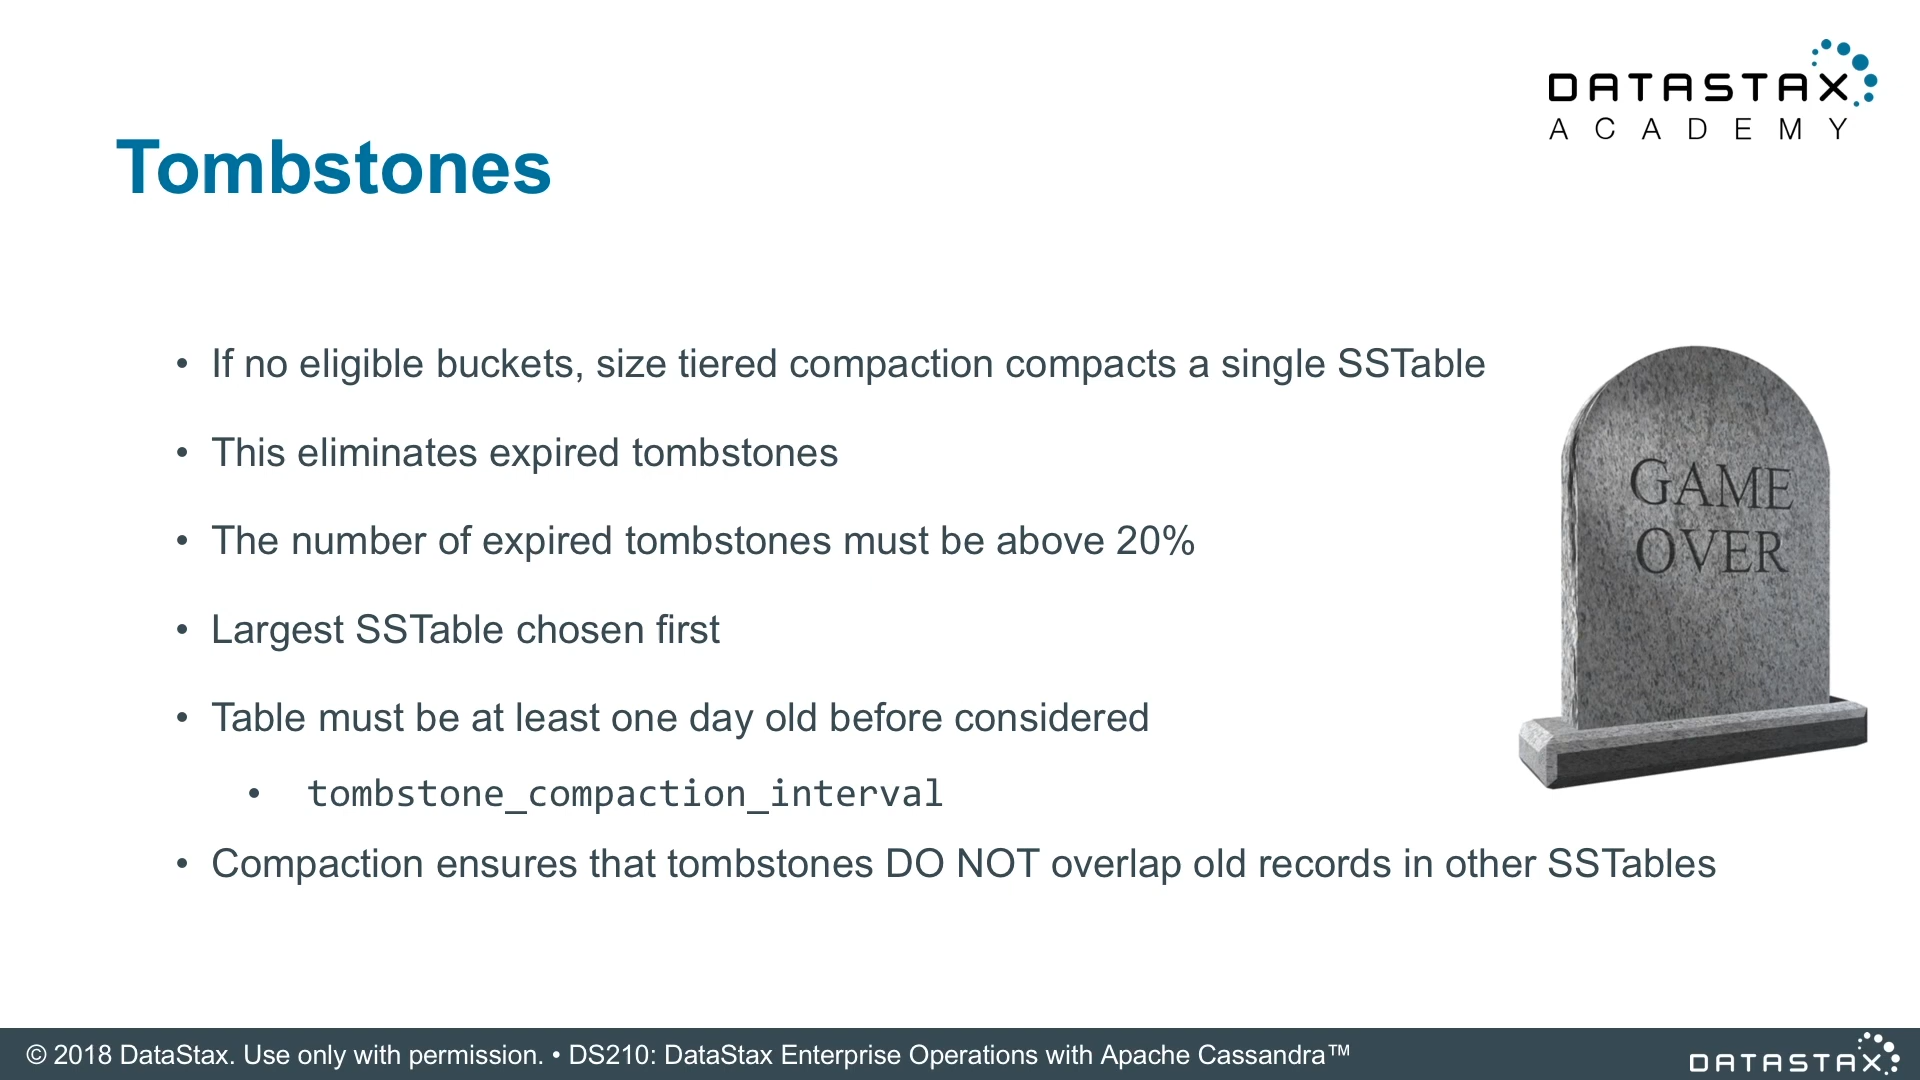 DATASTAX
ACADEMY
Tombstones
• If no eligible buckets, size tiered compaction compacts a single SSTable
• This eliminates expired tombstones
• The number of expired tombstones must be above 20%
• Largest SSTable chosen first
• Table must be at least one day old before considered
• tombstone_compaction_interval
• Compaction ensures that tombstones DO NOT overlap old records in other SSTables
GAME
OVER
© 2018 DataStax. Use only with permission. • DS210: DataStax Enterprise Operations with Apache Cassandra™
DATASTAX